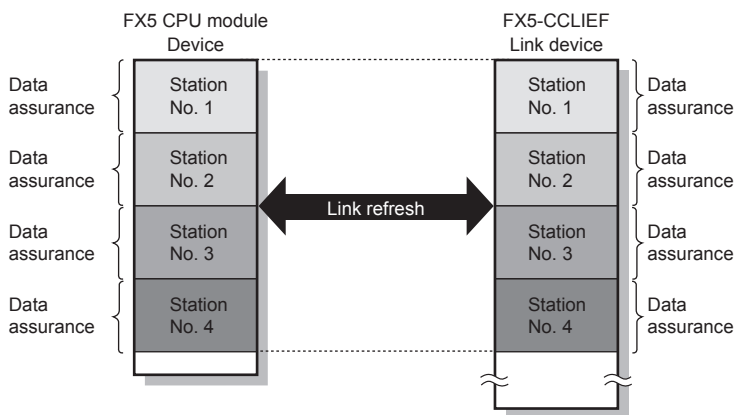 FX5 CPU module
Device
FX5-CCLIEF
Link device
Data
assurance
Station
No. 1
Station
No. 1
Data
assurance
Data
assurance
Station
No. 2
Station
No. 2
Data
assurance
Link refresh
Data
assurance
Station
No. 3
Station
No. 3
Data
assurance
Data
assurance
Station
No. 4
Station
No. 4
Data
assurance